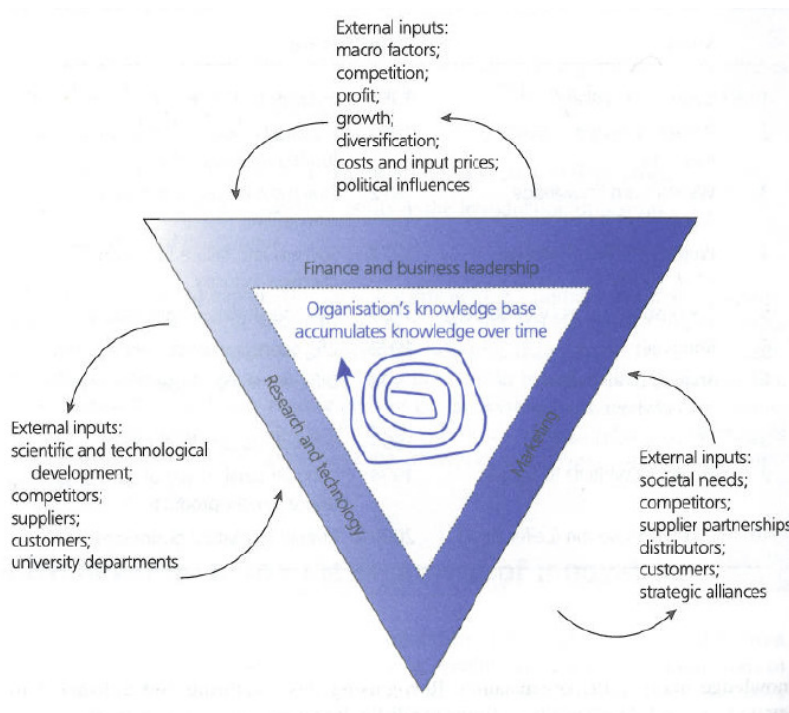 External inputs:
macro factors;
competition;
profit;
growth;
diversification;
costs and input prices;
political influences
Finance and business leadership
Organisation's knowledge base
accumulates knowledge over time
Research and technology
Marketing
External inputs:
scientific and technological
development;
competitors;
suppliers;
customers;
university departments
External inputs:
societal needs;
competitors;
supplier partnerships
distributors;
customers;
strategic alliances